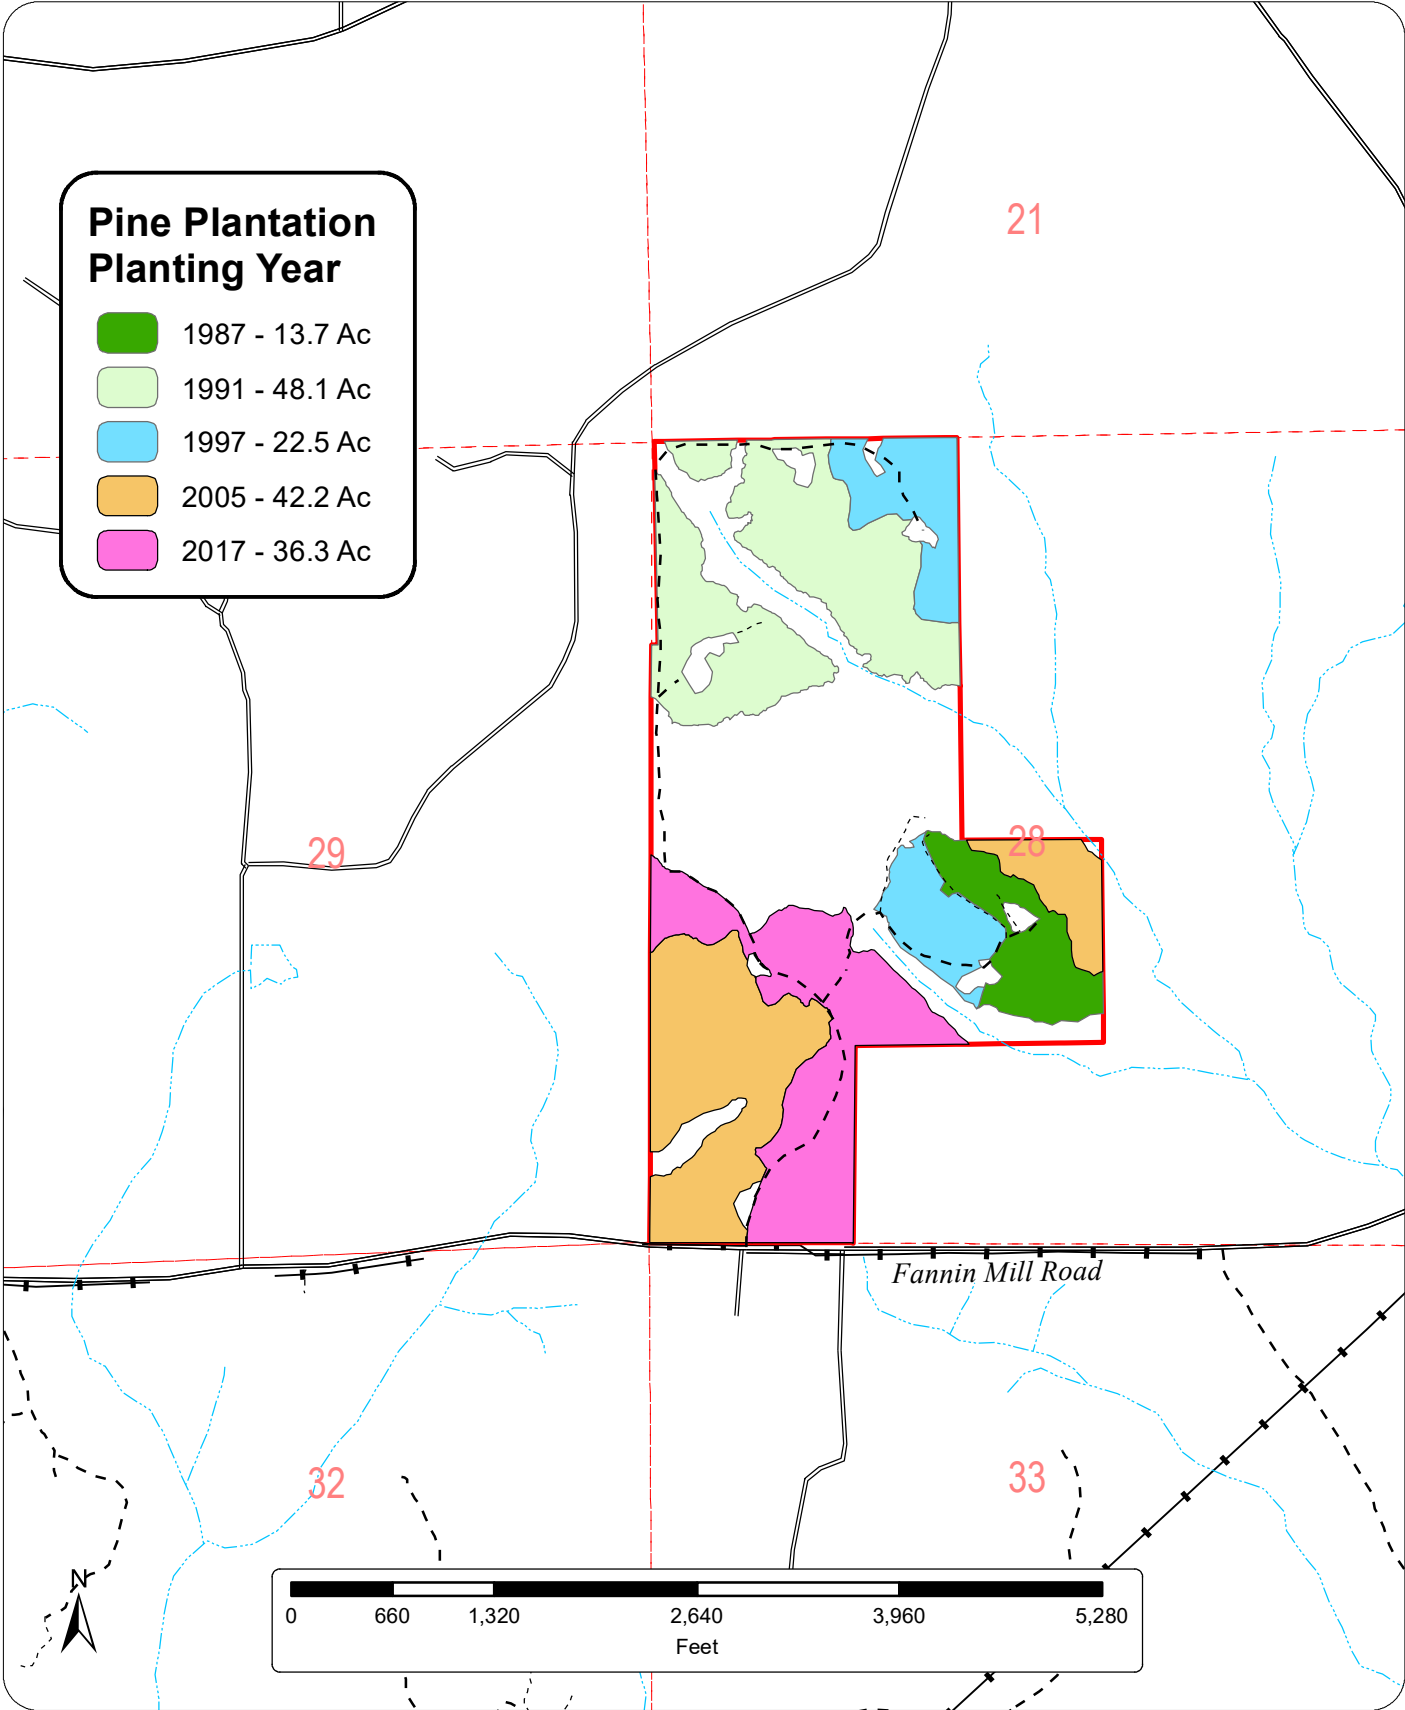 21
Pine Plantation
Planting Year
1987 - 13.7 Ac
1991 - 48.1 Ac
1997 - 22.5 Ac
2005 - 42.2 Ac
2017 - 36.3 Ac
28
29
Fannin Mill Road
32
33
N
0 660 1,320 2,640 3,960 5,280
Feet